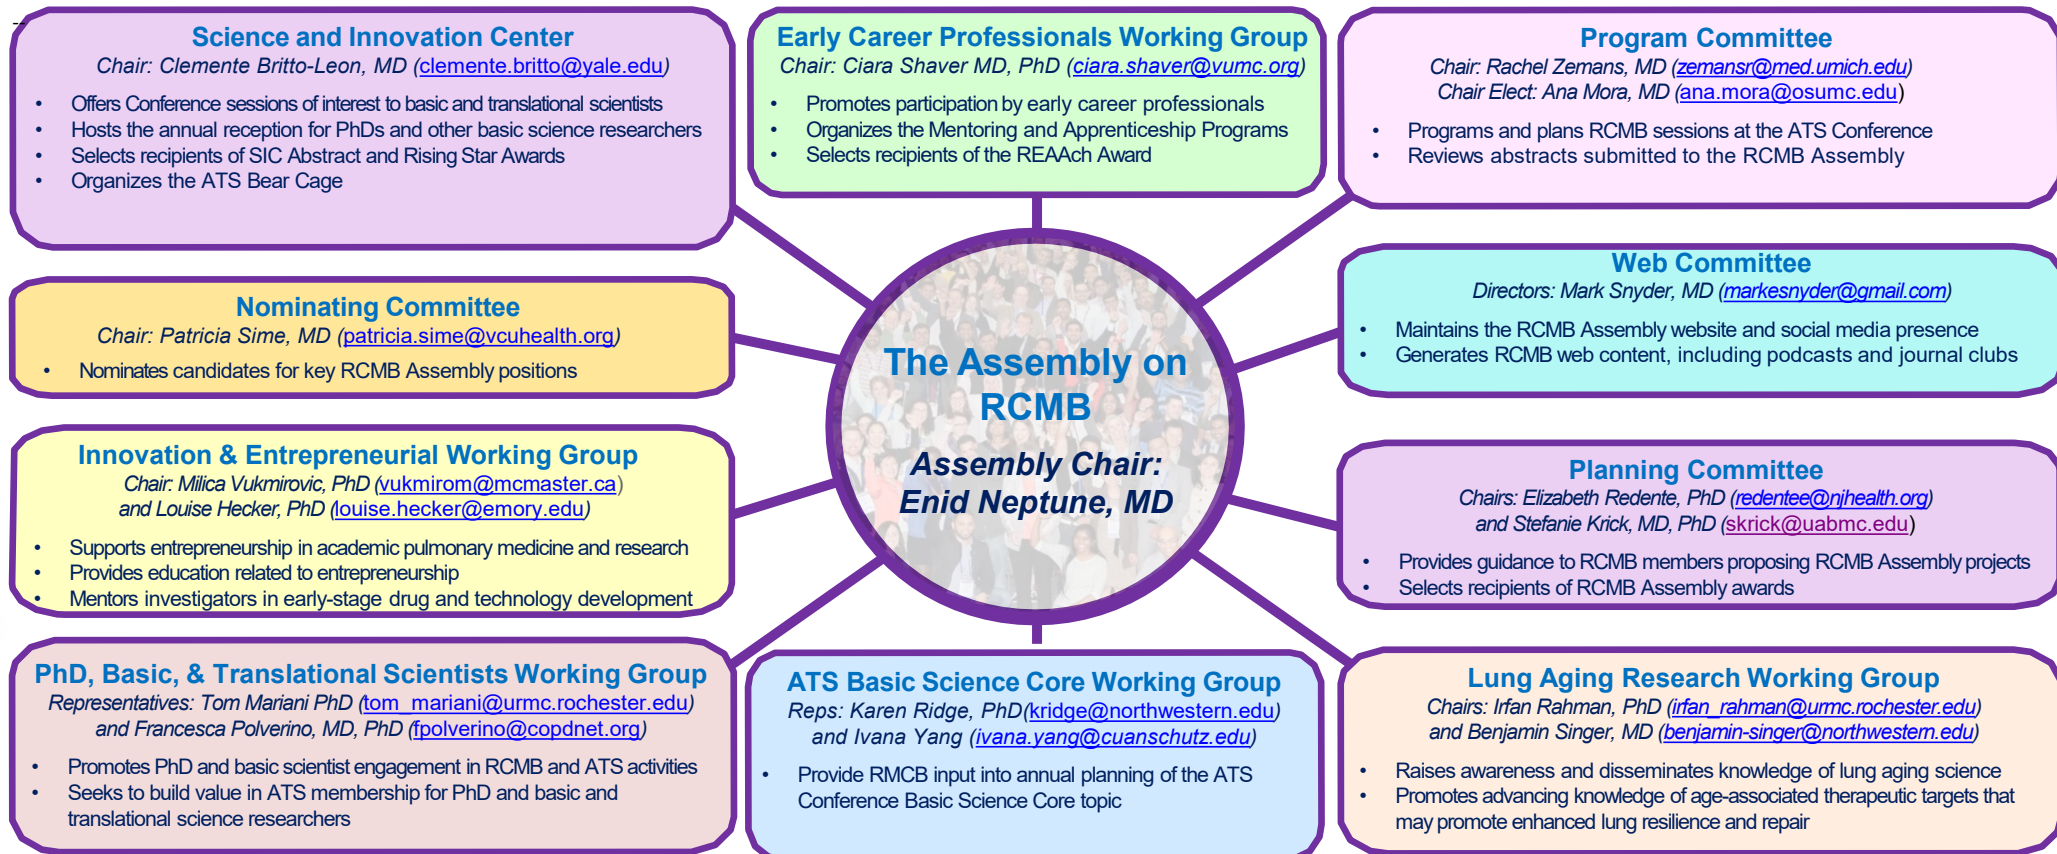 --
Science and Innovation Center
Chair: Clemente Britto-Leon, MD (clemente.britto@yale.edu)
• Offers Conference sessions of interest to basic and translational scientists
• Hosts the annual reception for PhDs and other basic science researchers
• Selects recipients of SIC Abstract and Rising Star Awards
• Organizes the ATS Bear Cage
Early Career Professionals Working Group
Chair: Ciara Shaver MD, PhD (ciara.shaver@vumc.org)
• Promotes participation by early career professionals
• Organizes the Mentoring and Apprenticeship Programs
• Selects recipients of the REAAch Award
Program Committee
Chair: Rachel Zemans, MD (zemansr@med.umich.edu)
Chair Elect: Ana Mora, MD (ana.mora@osumc.edu)
• Programs and plans RCMB sessions at the ATS Conference
• Reviews abstracts submitted to the RCMB Assembly
Nominating Committee
Chair: Patricia Sime, MD (patricia.sime@vcuhealth.org)
• Nominates candidates for key RCMB Assembly positions
The Assembly on
RCMB
Assembly Chair:
Enid Neptune, MD
Web Committee
Directors: Mark Snyder, MD (markesnyder@gmail.com)
• Maintains the RCMB Assembly website and social media presence
• Generates RCMB web content, including podcasts and journal clubs
Innovation & Entrepreneurial Working Group
Chair: Milica Vukmirovic, PhD (vukmirom@mcmaster.ca)
and Louise Hecker, PhD (louise.hecker@emory.edu)
• Supports entrepreneurship in academic pulmonary medicine and research
• Provides education related to entrepreneurship
• Mentors investigators in early-stage drug and technology development
Planning Committee
Chairs: Elizabeth Redente, PhD (redentee@njhealth.org)
and Stefanie Krick, MD, PhD (skrick@uabmc.edu)
• Provides guidance to RCMB members proposing RCMB Assembly projects
• Selects recipients of RCMB Assembly awards
PhD, Basic, & Translational Scientists Working Group
Representatives: Tom Mariani PhD (tom_mariani@urmc.rochester.edu)
and Francesca Polverino, MD, PhD (fpolverino@copdnet.org)
• Promotes PhD and basic scientist engagement in RCMB and ATS activities
• Seeks to build value in ATS membership for PhD and basic and
translational science researchers
ATS Basic Science Core Working Group
Reps: Karen Ridge, PhD(kridge@northwestern.edu)
and Ivana Yang (ivana.yang@cuanschutz.edu)
• Provide RMCB input into annual planning of the ATS
Conference Basic Science Core topic
Lung Aging Research Working Group
Chairs: Irfan Rahman, PhD (irfan_rahman@urmc.rochester.edu)
and Benjamin Singer, MD (benjamin-singer@northwestern.edu)
• Raises awareness and disseminates knowledge of lung aging science
• Promotes advancing knowledge of age-associated therapeutic targets that
may promote enhanced lung resilience and repair